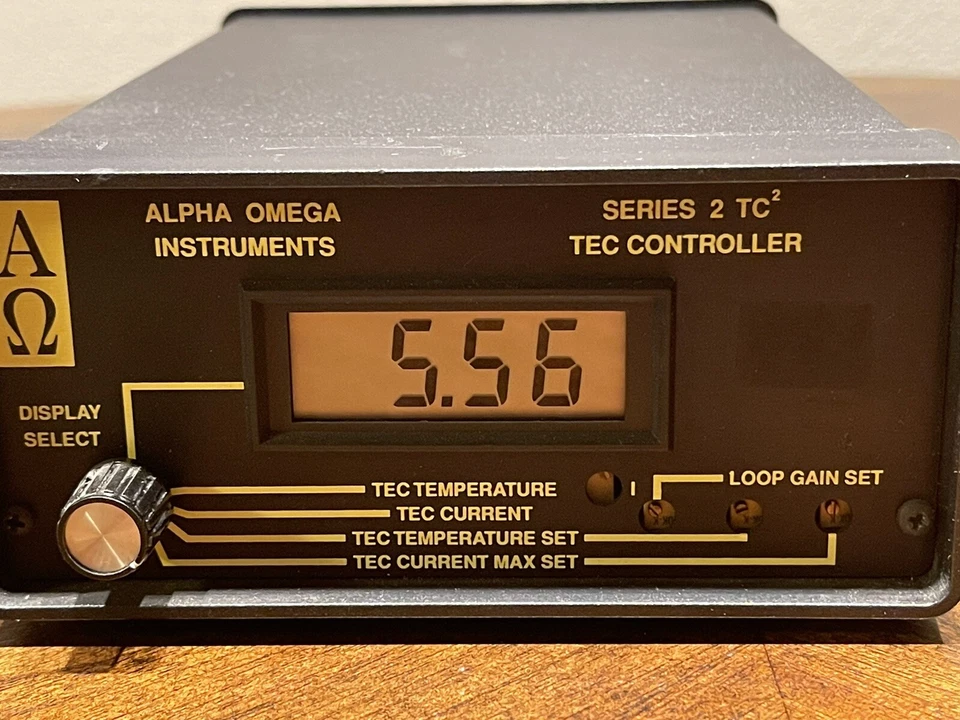 ALPHA OMEGA
INSTRUMENTS
SERIES 2 TC²
TEC CONTROLLER
Α
Ω
5.56
DISPLAY
SELECT
TEC TEMPERATURE
I
LOOP GAIN SET
TEC CURRENT
TEC TEMPERATURE SET
TEC CURRENT MAX SET